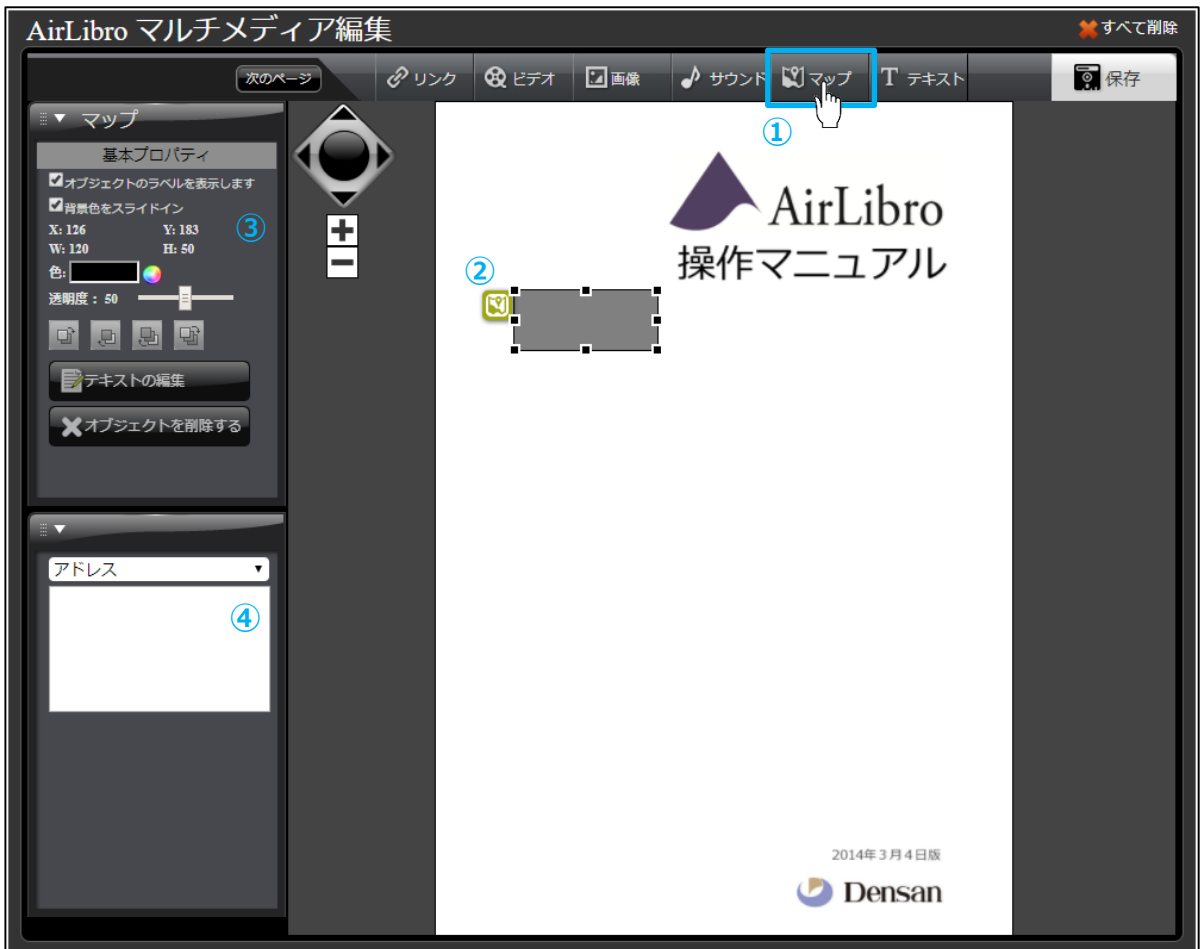 AirLibro マルチメディア編集
すべて削除
次のページ
リンク
ビデオ
画像
サウンド
マップ
T テキスト
保存
①
マップ
基本プロパティ
オブジェクトのラベルを表示します
背景色をスライドイン
X: 126 Y: 183
W: 120 H: 50
③
色:
透明度： 50
テキストの編集
オブジェクトを削除する
アドレス
④
AirLibro
操作マニュアル
②
2014年3月4日版
Densan